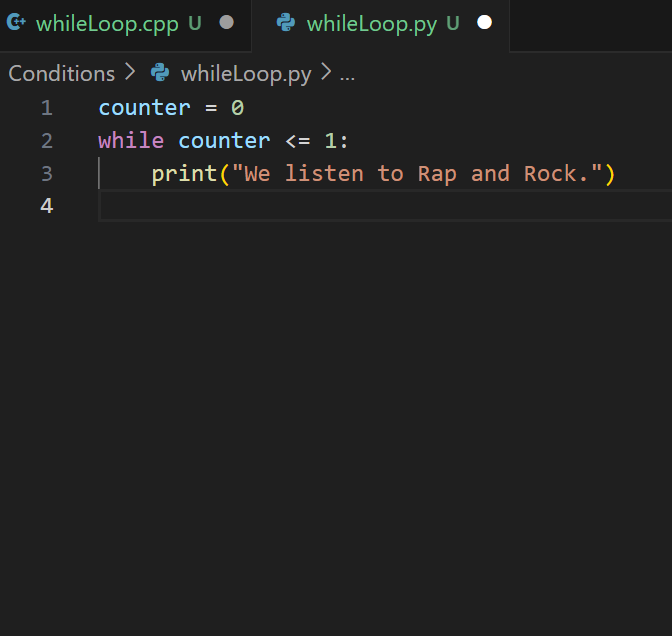 whileLoop.cpp U whileLoop.py U
Conditions > whileLoop.py > ...
1 counter = 0
2 while counter <= 1:
3 print("We listen to Rap and Rock.")
4